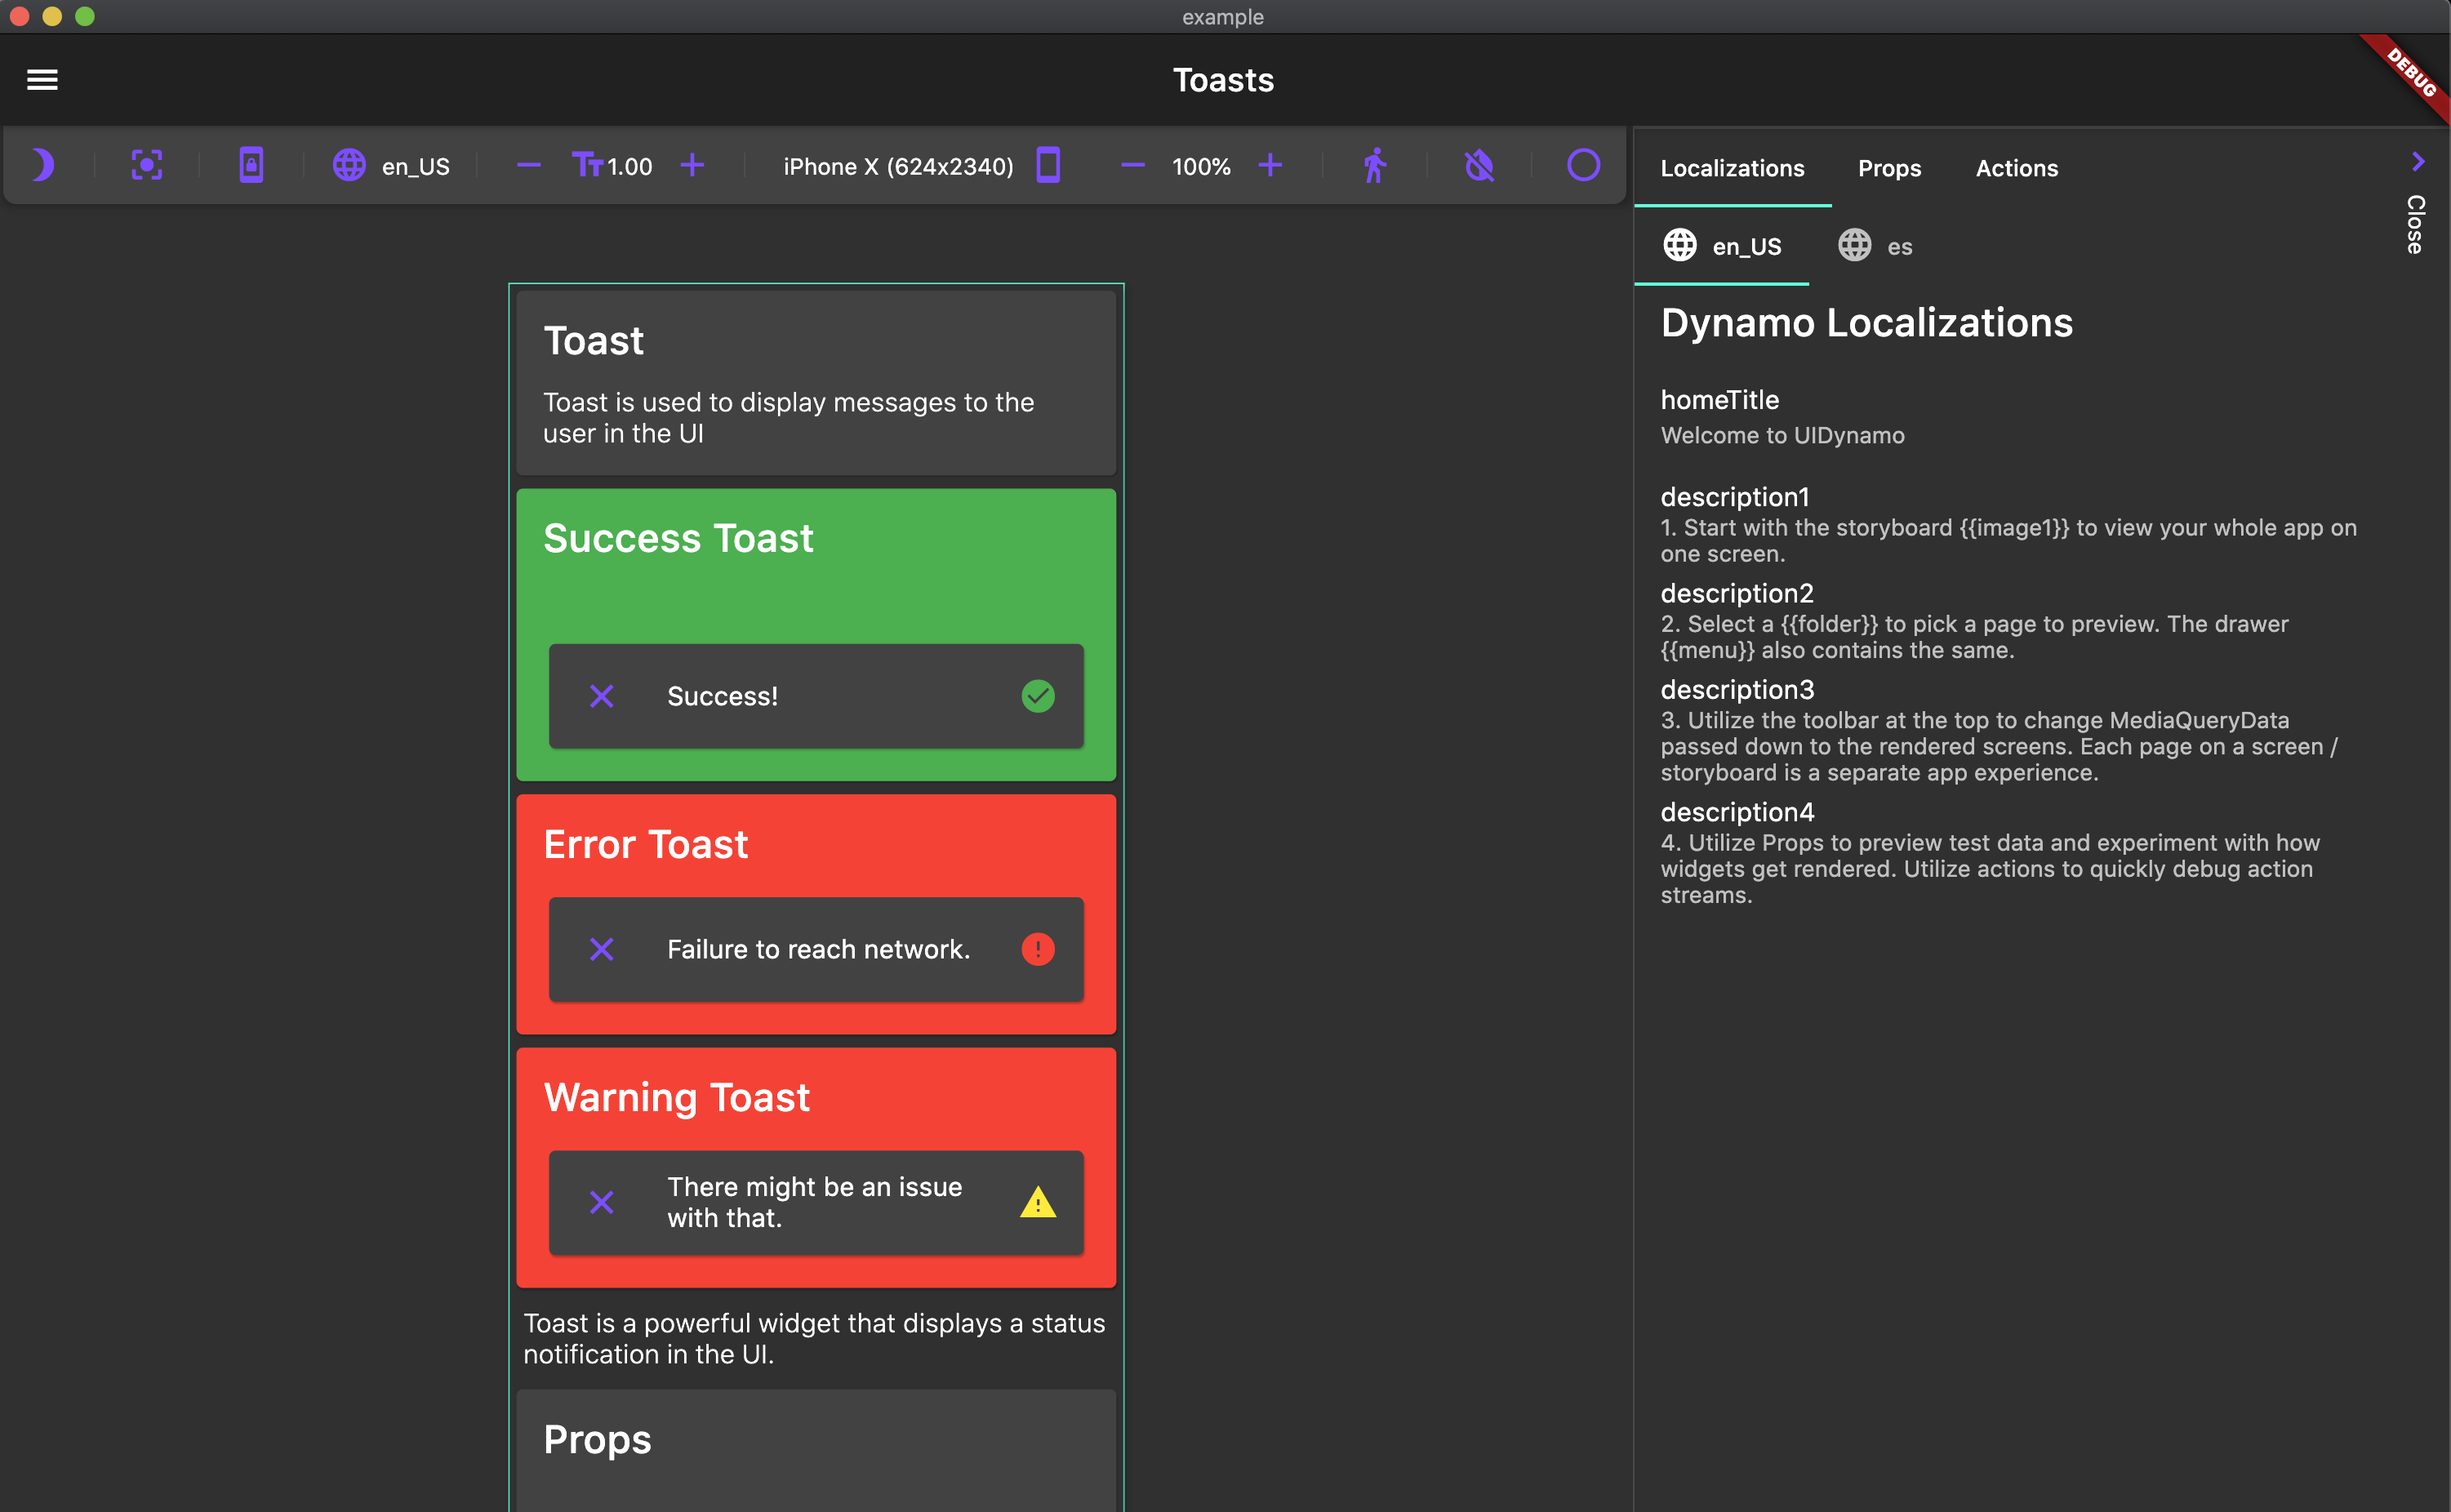 example
Toasts
DEBUG
en_US
Tт1.00
iPhone X (624x2340)
100%
Toast
Toast is used to display messages to the
user in the UI
Success Toast
Success!
Error Toast
Failure to reach network.
Warning Toast
There might be an issue
with that.
Toast is a powerful widget that displays a status
notification in the UI.
Props
Localizations
Props
Actions
Close
en_US
es
Dynamo Localizations
homeTitle
Welcome to UIDynamo
description1
1. Start with the storyboard {{image1}} to view your whole app on
one screen.
description2
2. Select a {{folder}} to pick a page to preview. The drawer
{{menu}} also contains the same.
description3
3. Utilize the toolbar at the top to change MediaQueryData
passed down to the rendered screens. Each page on a screen /
storyboard is a separate app experience.
description4
4. Utilize Props to preview test data and experiment with how
widgets get rendered. Utilize actions to quickly debug action
streams.